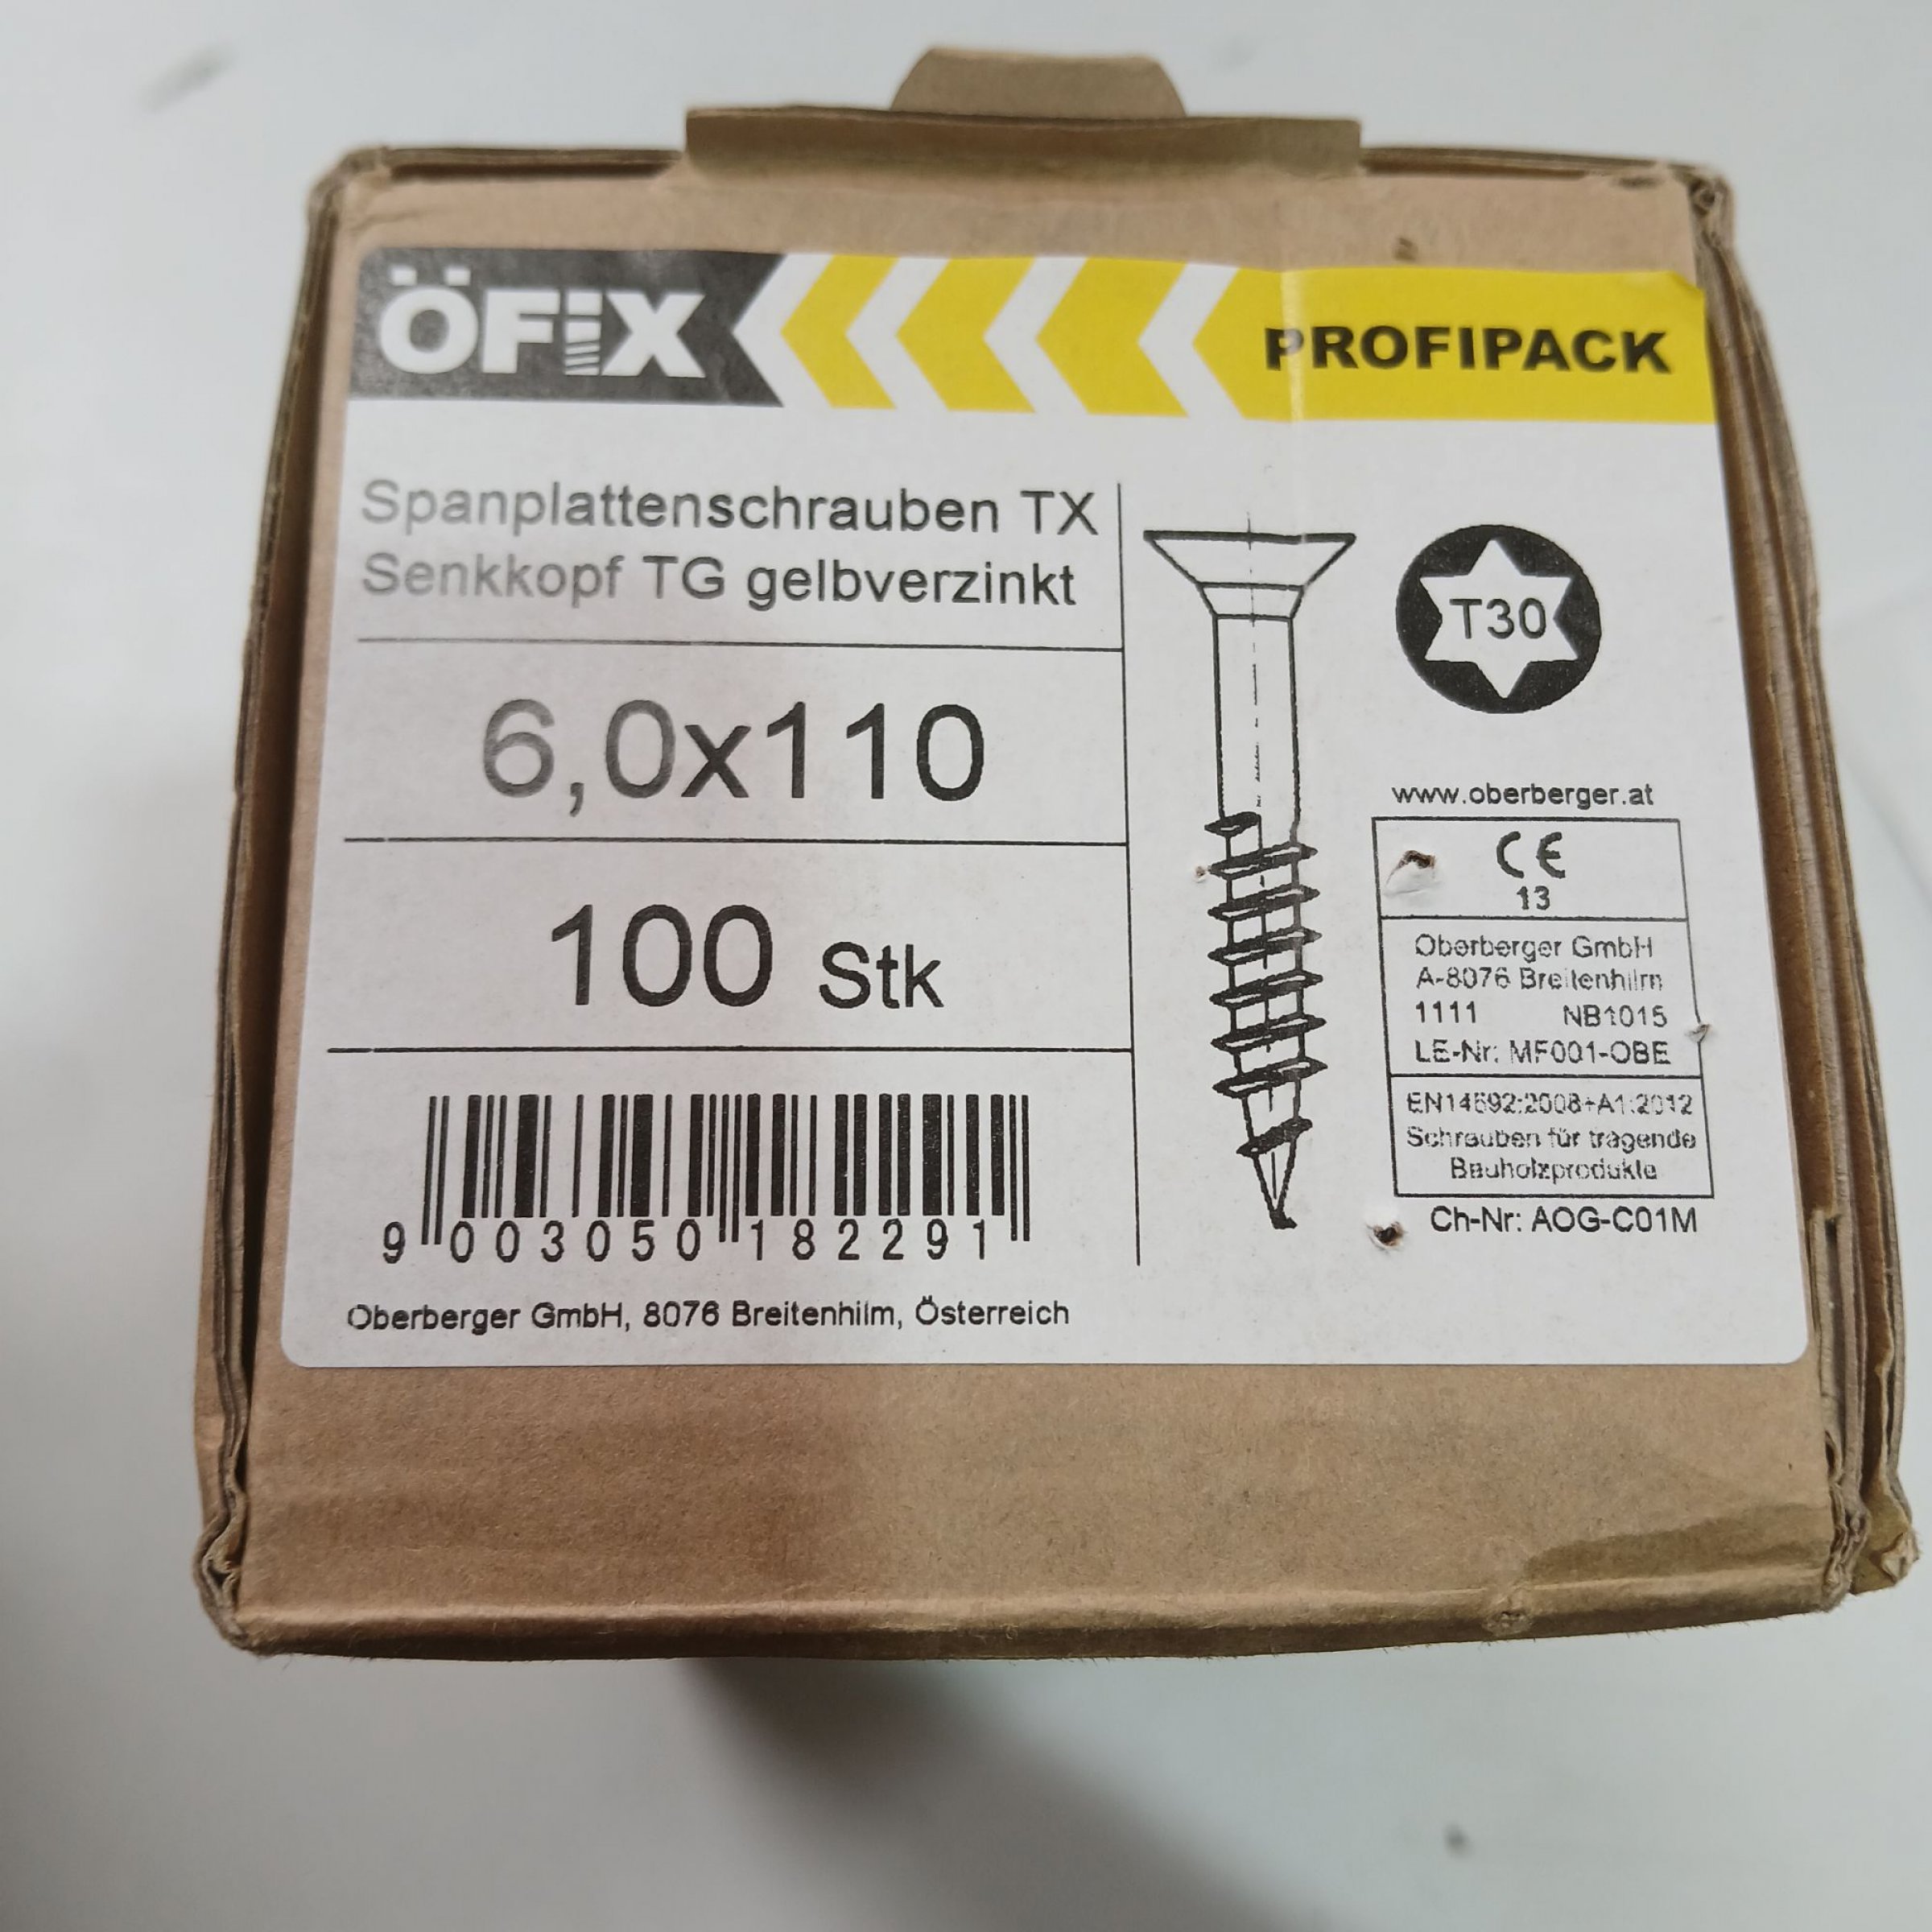 ÖFiX
PROFIPACK
Spanplattenschrauben TX
Senkkopf TG gelbverzinkt
6,0x110
100 Stk
9 003050 182291
Oberberger GmbH, 8076 Breitenhilm, Österreich
T30
www.oberberger.at
CE
13
Oberberger GmbH
A-8076 Breitenhilm
1111 NB1015
LE-Nr: MF001-OBE
EN14592:2008+A1:2012
Schrauben für tragende
Bauholzprodukte
Ch-Nr: AOG-C01M